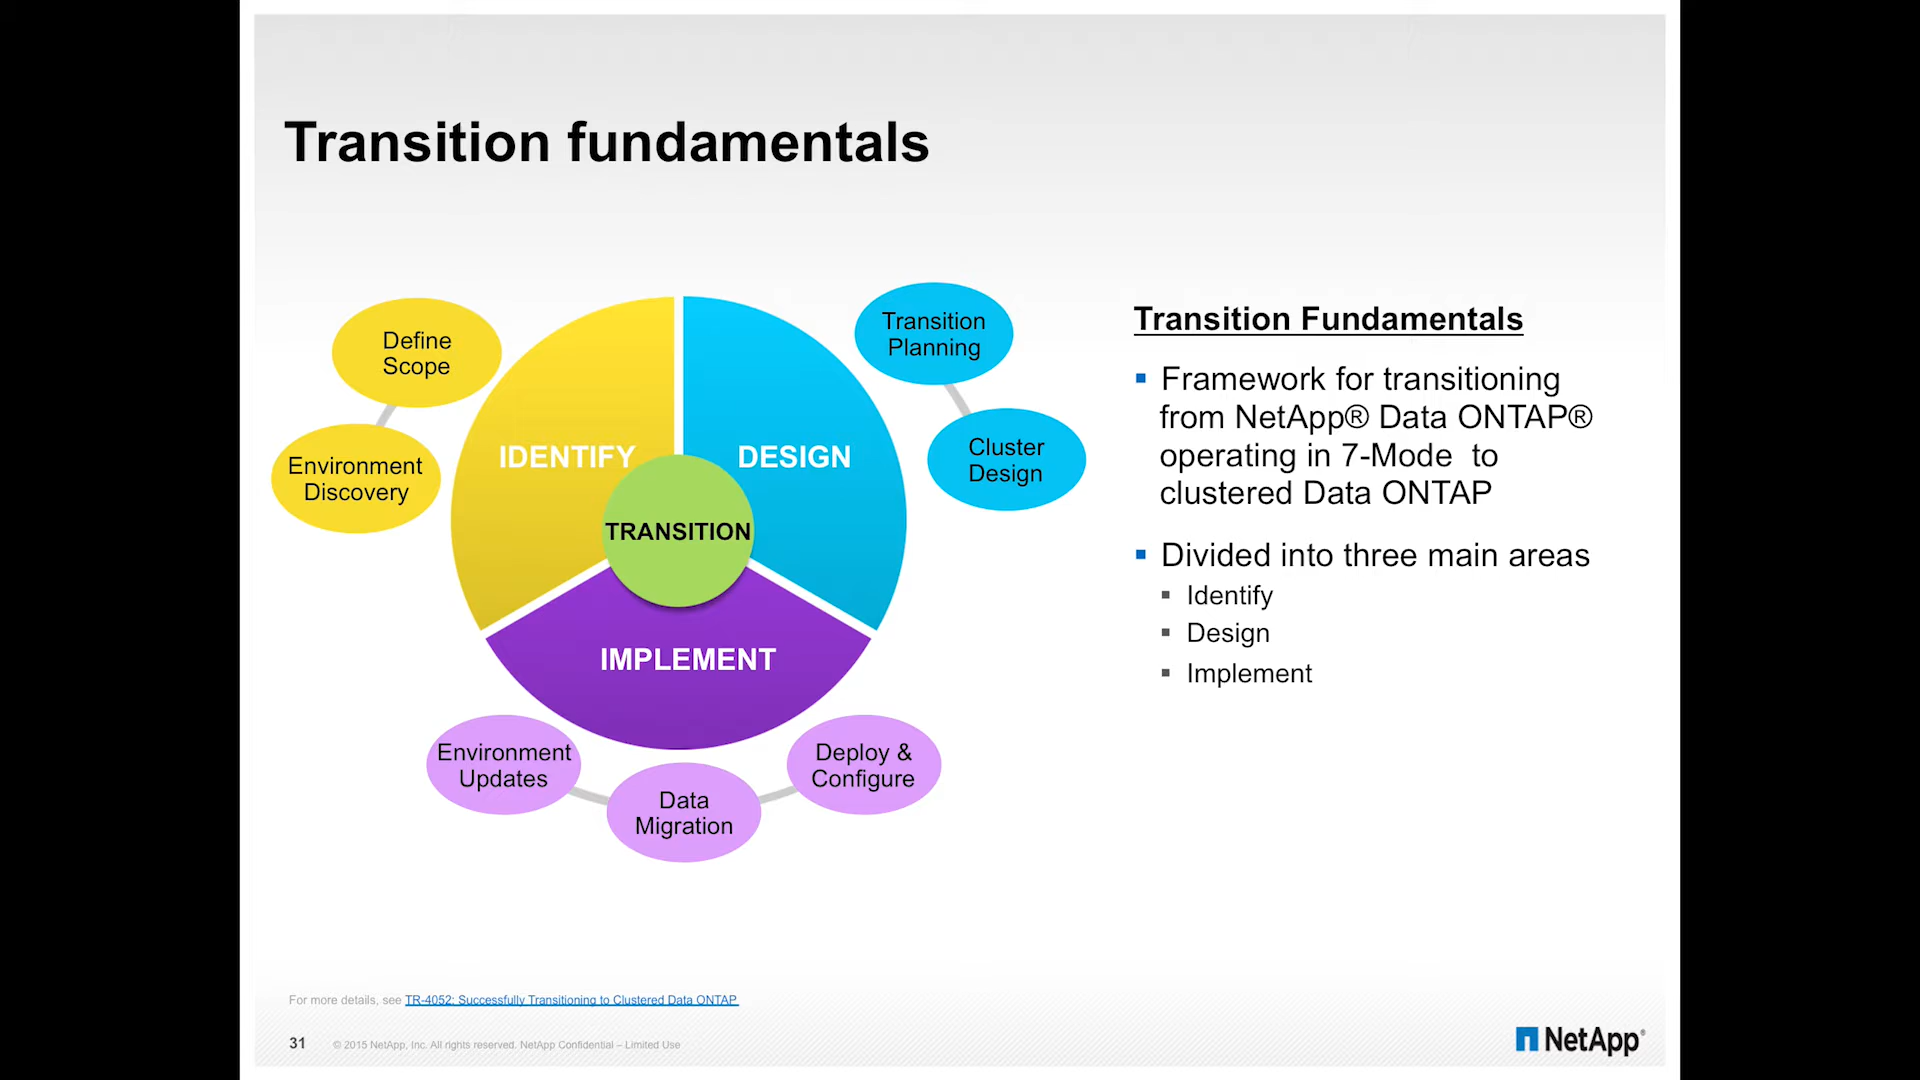 Transition fundamentals
Define
Scope
Environment
Discovery
IDENTIFY
DESIGN
TRANSITION
IMPLEMENT
Transition
Planning
Cluster
Design
Environment
Updates
Data
Migration
Deploy &
Configure
Transition Fundamentals
Framework for transitioning
from NetApp® Data ONTAP®
operating in 7-Mode to
clustered Data ONTAP
Divided into three main areas
Identify
Design
Implement
For more details, see TR-4052: Successfully Transitioning to Clustered Data ONTAP
31 © 2015 NetApp, Inc. All rights reserved. NetApp Confidential – Limited Use
NetApp®